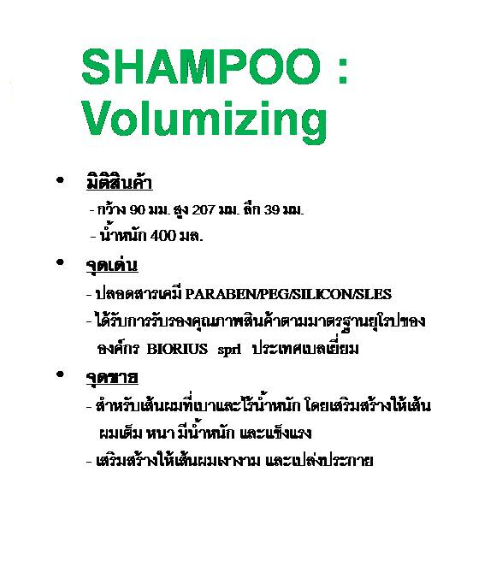 SHAMPOO :
Volumizing
• มิติสินค้า
- กว้าง 90 มม. สูง 207 มม. ลึก 39 มม.
- น้ำหนัก 400 มล.
• จุดเด่น
- ปลอดสารเคมี PARABEN/PEG/SILICON/SLES
- ได้รับการรับรองคุณภาพสินค้าตามมาตรฐานยุโรปของ
องค์กร BIORIUS sprl ประเทศเบลเยี่ยม
• จุดขาย
- สำหรับเส้นผมที่เบาและไร้น้ำหนัก โดยเสริมสร้างให้เส้น
ผมเต็ม หนา มีน้ำหนัก และแข็งแรง
- เสริมสร้างให้เส้นผมเงางาม และเปล่งประกาย